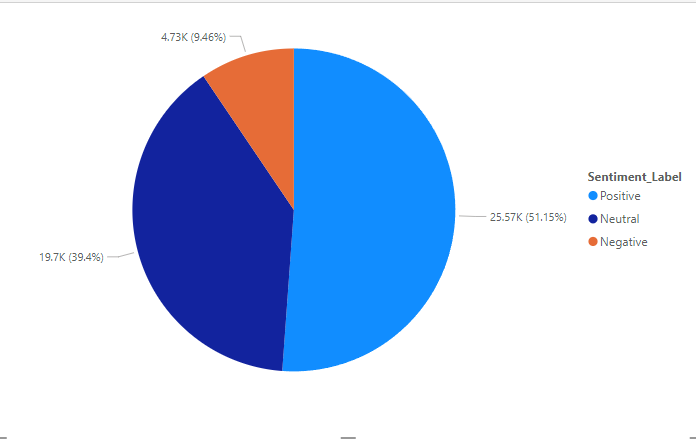 4.73K (9.46%)
25.57K (51.15%)
19.7K (39.4%)
Sentiment_Label
Positive
Neutral
Negative